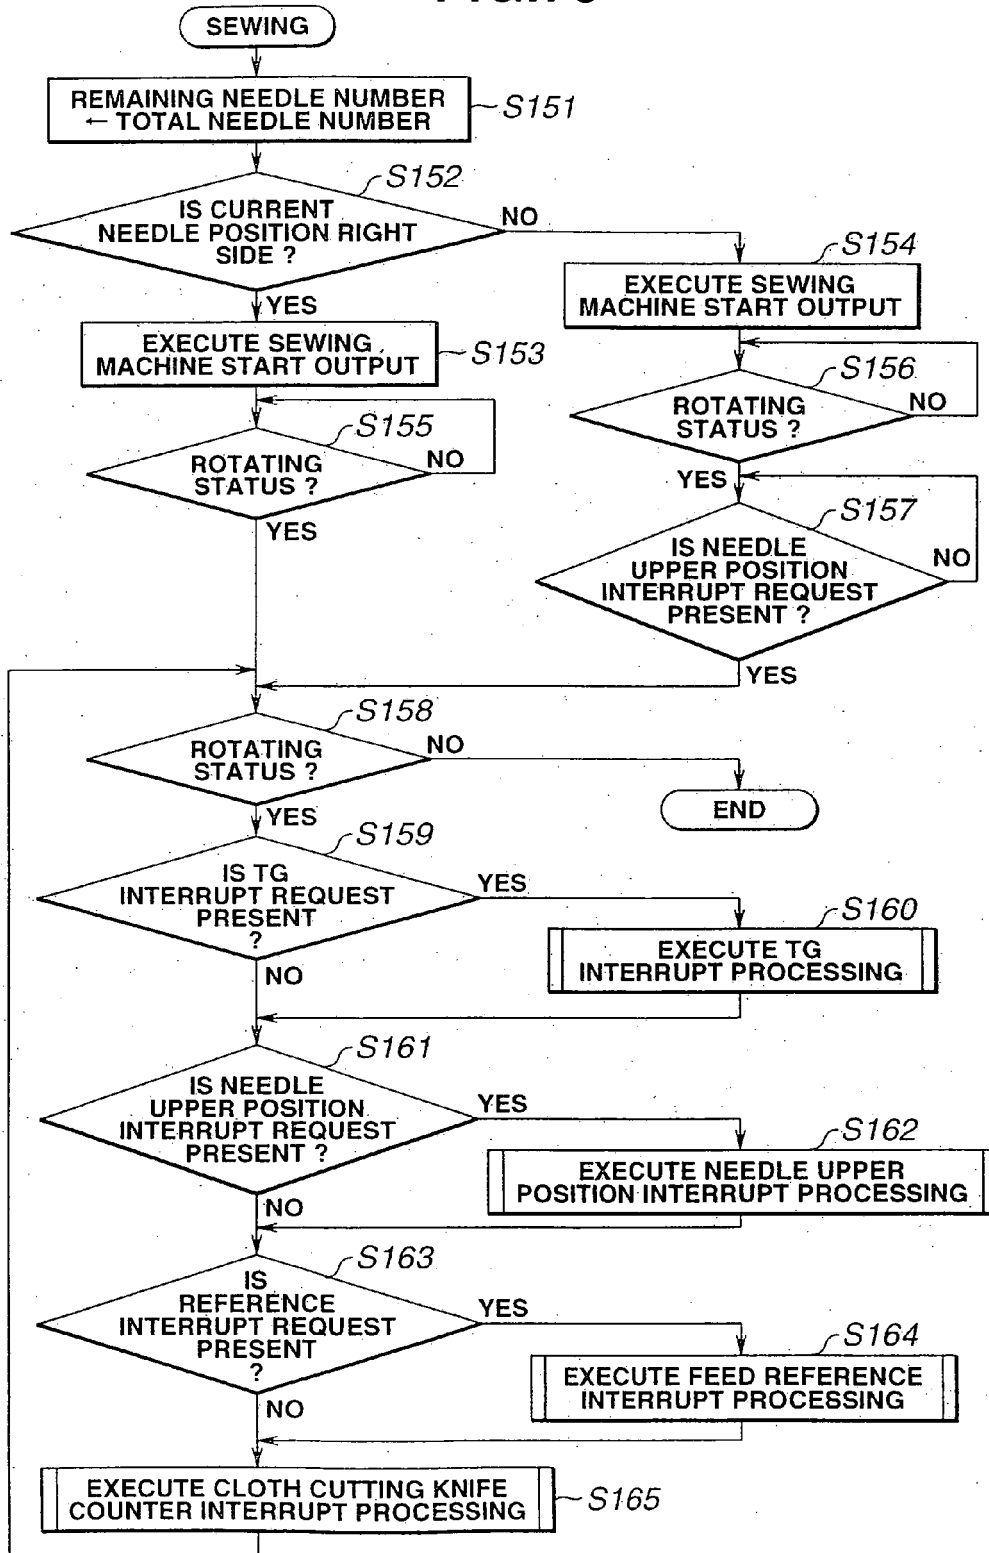 SEWING
REMAINING NEEDLE NUMBER
← TOTAL NEEDLE NUMBER
S151
S152
IS CURRENT
NEEDLE POSITION RIGHT
SIDE ?
NO
YES
S154
EXECUTE SEWING
MACHINE START OUTPUT
EXECUTE SEWING
MACHINE START OUTPUT
S153
S156
ROTATING
STATUS ?
NO
YES
S155
ROTATING
STATUS ?
NO
YES
S157
IS NEEDLE
UPPER POSITION
INTERRUPT REQUEST
PRESENT ?
NO
YES
S158
ROTATING
STATUS ?
NO
YES
END
S159
IS TG
INTERRUPT REQUEST
PRESENT
?
YES
NO
S160
EXECUTE TG
INTERRUPT PROCESSING
S161
IS NEEDLE
UPPER POSITION
INTERRUPT REQUEST
PRESENT ?
YES
NO
S162
EXECUTE NEEDLE UPPER
POSITION INTERRUPT PROCESSING
S163
IS
REFERENCE
INTERRUPT REQUEST
PRESENT
?
YES
NO
S164
EXECUTE FEED REFERENCE
INTERRUPT PROCESSING
EXECUTE CLOTH CUTTING KNIFE
COUNTER INTERRUPT PROCESSING
S165